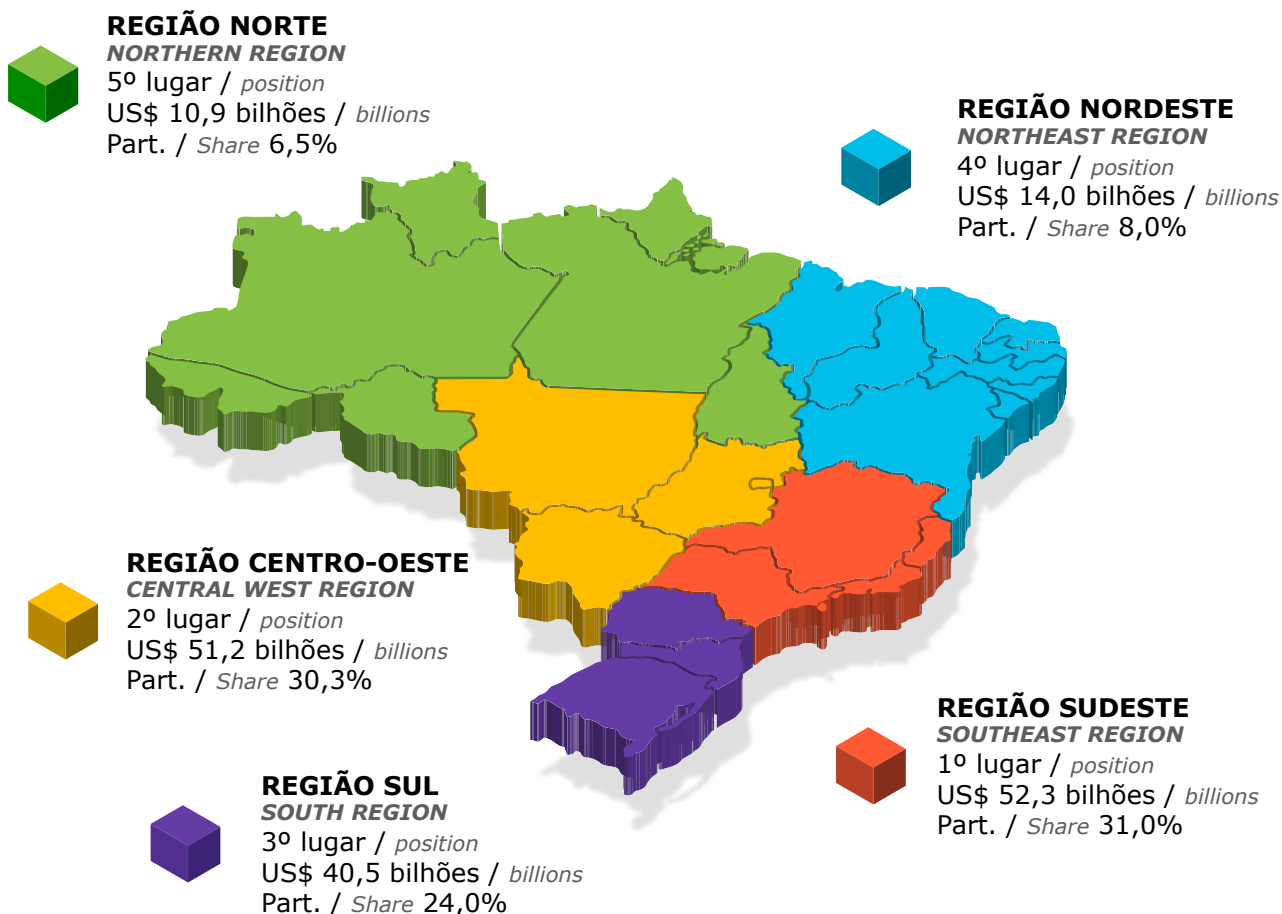 REGIÃO NORTE
NORTHERN REGION
5º lugar / position
US$ 10,9 bilhões / billions
Part. / Share 6,5%
REGIÃO NORDESTE
NORTHEAST REGION
4º lugar / position
US$ 14,0 bilhões / billions
Part. / Share 8,0%
REGIÃO CENTRO-OESTE
CENTRAL WEST REGION
2º lugar / position
US$ 51,2 bilhões / billions
Part. / Share 30,3%
REGIÃO SUDESTE
SOUTHEAST REGION
1º lugar / position
US$ 52,3 bilhões / billions
Part. / Share 31,0%
REGIÃO SUL
SOUTH REGION
3º lugar / position
US$ 40,5 bilhões / billions
Part. / Share 24,0%